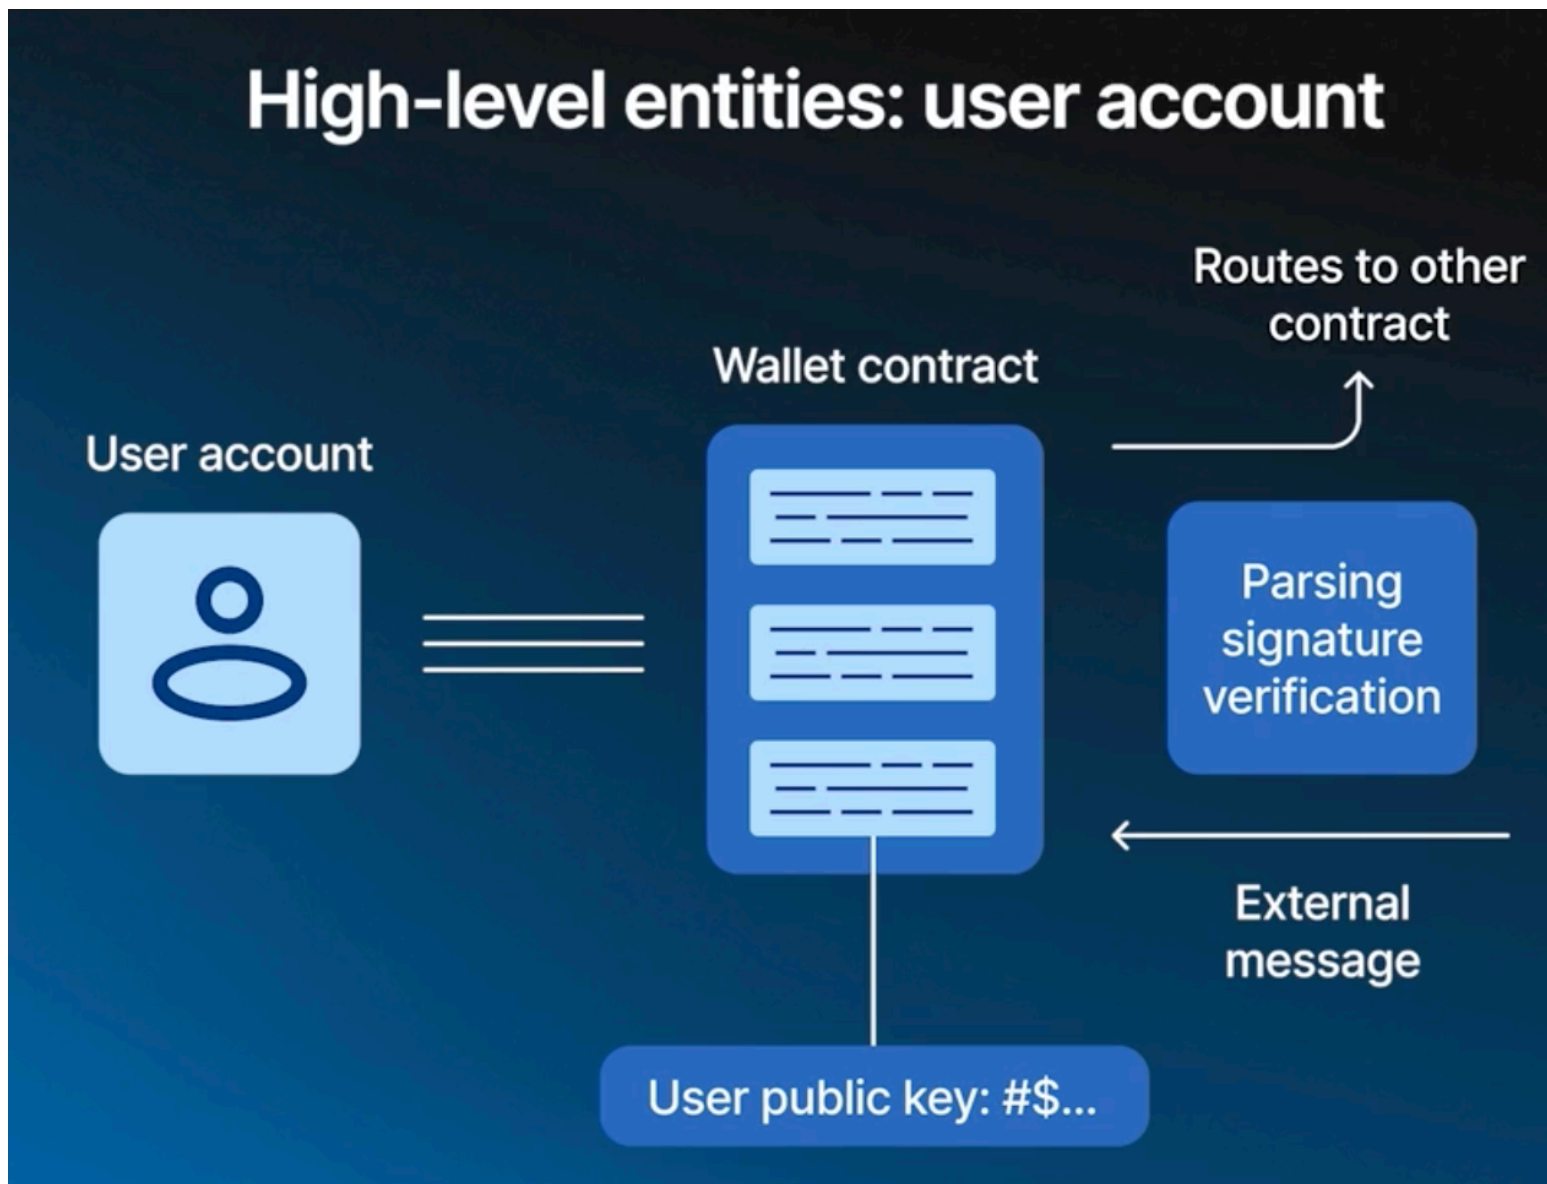 High-level entities: user account
Routes to other
contract
Wallet contract
User account
Parsing
signature
verification
External
message
User public key: #$...